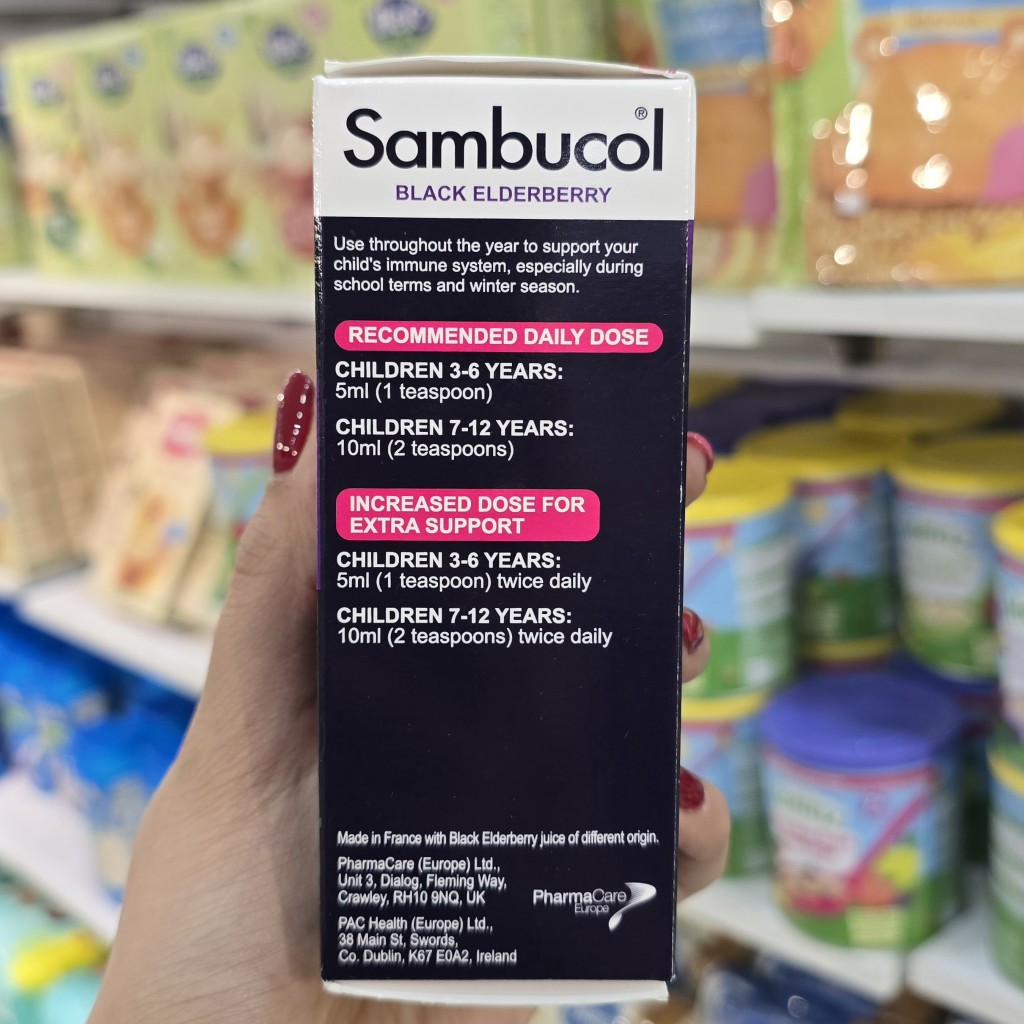 Sambucol®
BLACK ELDERBERRY
Use throughout the year to support your
child's immune system, especially during
school terms and winter season.
RECOMMENDED DAILY DOSE
CHILDREN 3-6 YEARS:
5ml (1 teaspoon)
CHILDREN 7-12 YEARS:
10ml (2 teaspoons)
INCREASED DOSE FOR
EXTRA SUPPORT
CHILDREN 3-6 YEARS:
5ml (1 teaspoon) twice daily
CHILDREN 7-12 YEARS:
10ml (2 teaspoons) twice daily
Made in France with Black Elderberry juice of different origin.
PharmaCare (Europe) Ltd.,
Unit 3, Dialog, Fleming Way,
Crawley, RH10 9NQ, UK
PharmaCare
Europe
PAC Health (Europe) Ltd.,
38 Main St, Swords,
Co. Dublin, K67 E0A2, Ireland